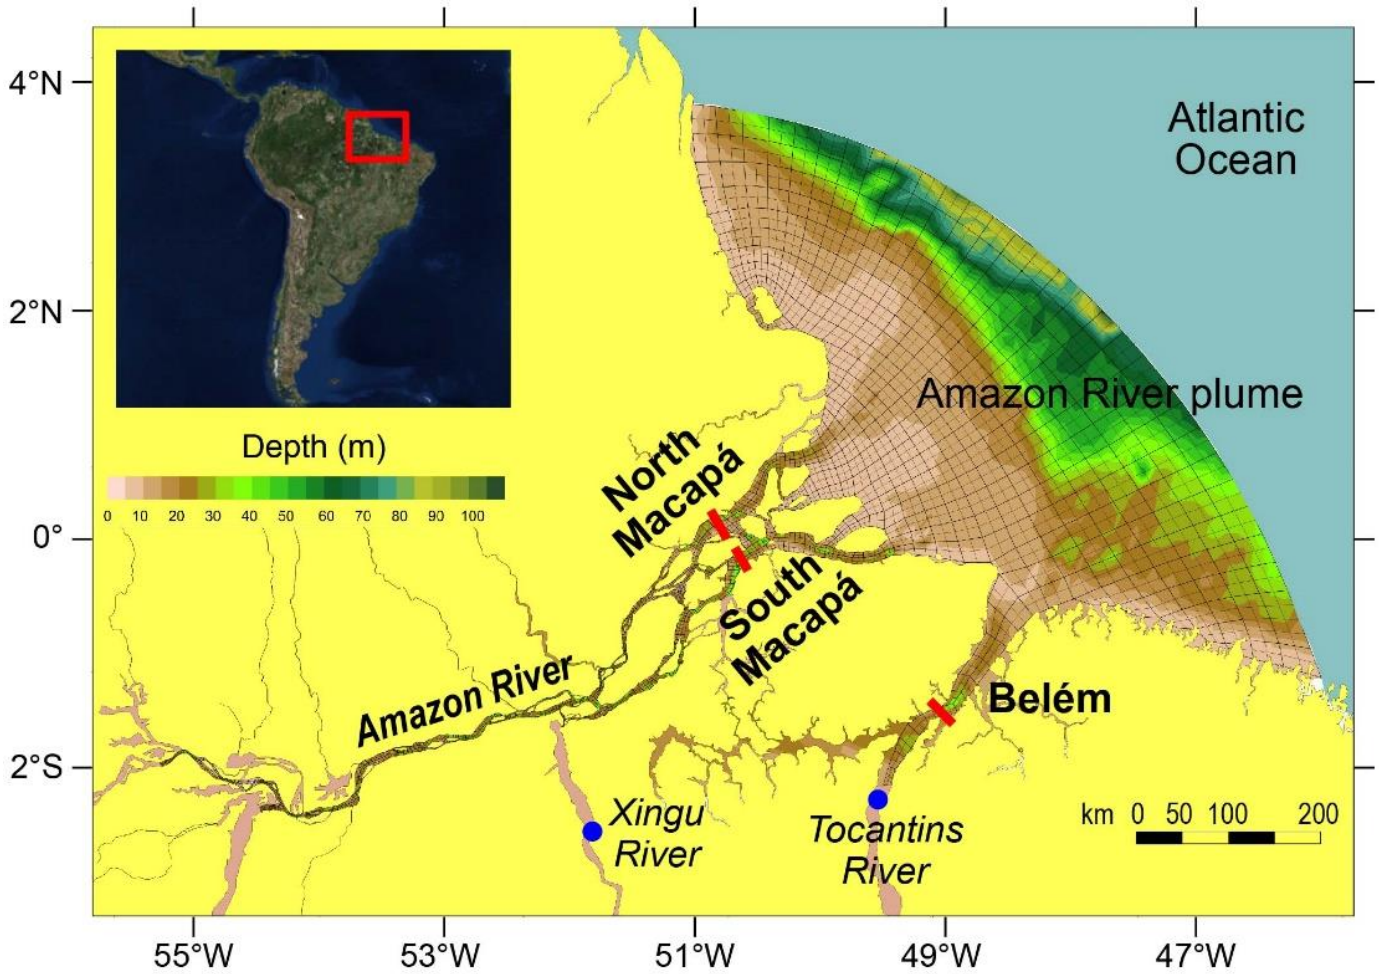 4°N
2°N
0°
2°S
Atlantic
Ocean
Amazon River plume
Depth (m)
0 10 20 30 40 50 60 70 80 90 100
North
Macapá
South
Macapá
Amazon River
Belém
Xingu
River
Tocantins
River
km 0 50 100 200
55°W 53°W 51°W 49°W 47°W